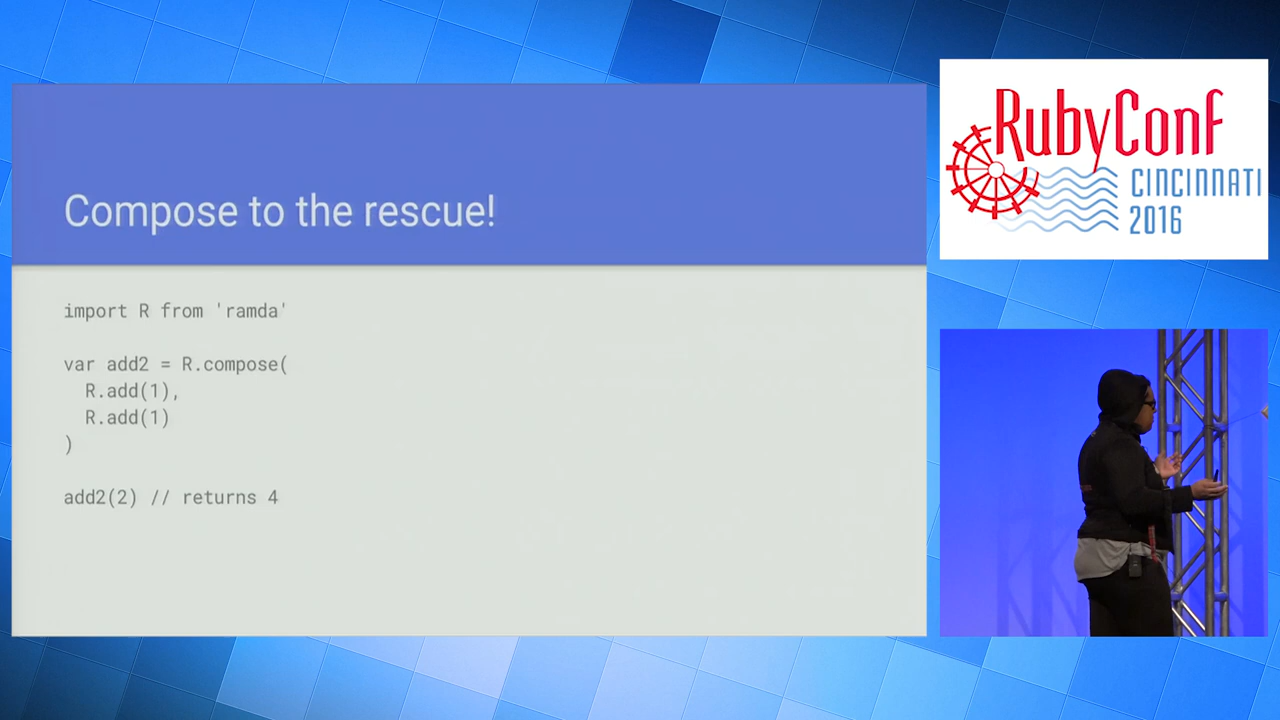 Compose to the rescue!
import R from 'ramda'
var add2 = R.compose(
  R.add(1),
  R.add(1)
)
add2(2) // returns 4
RubyConf
CINCINNATI
2016